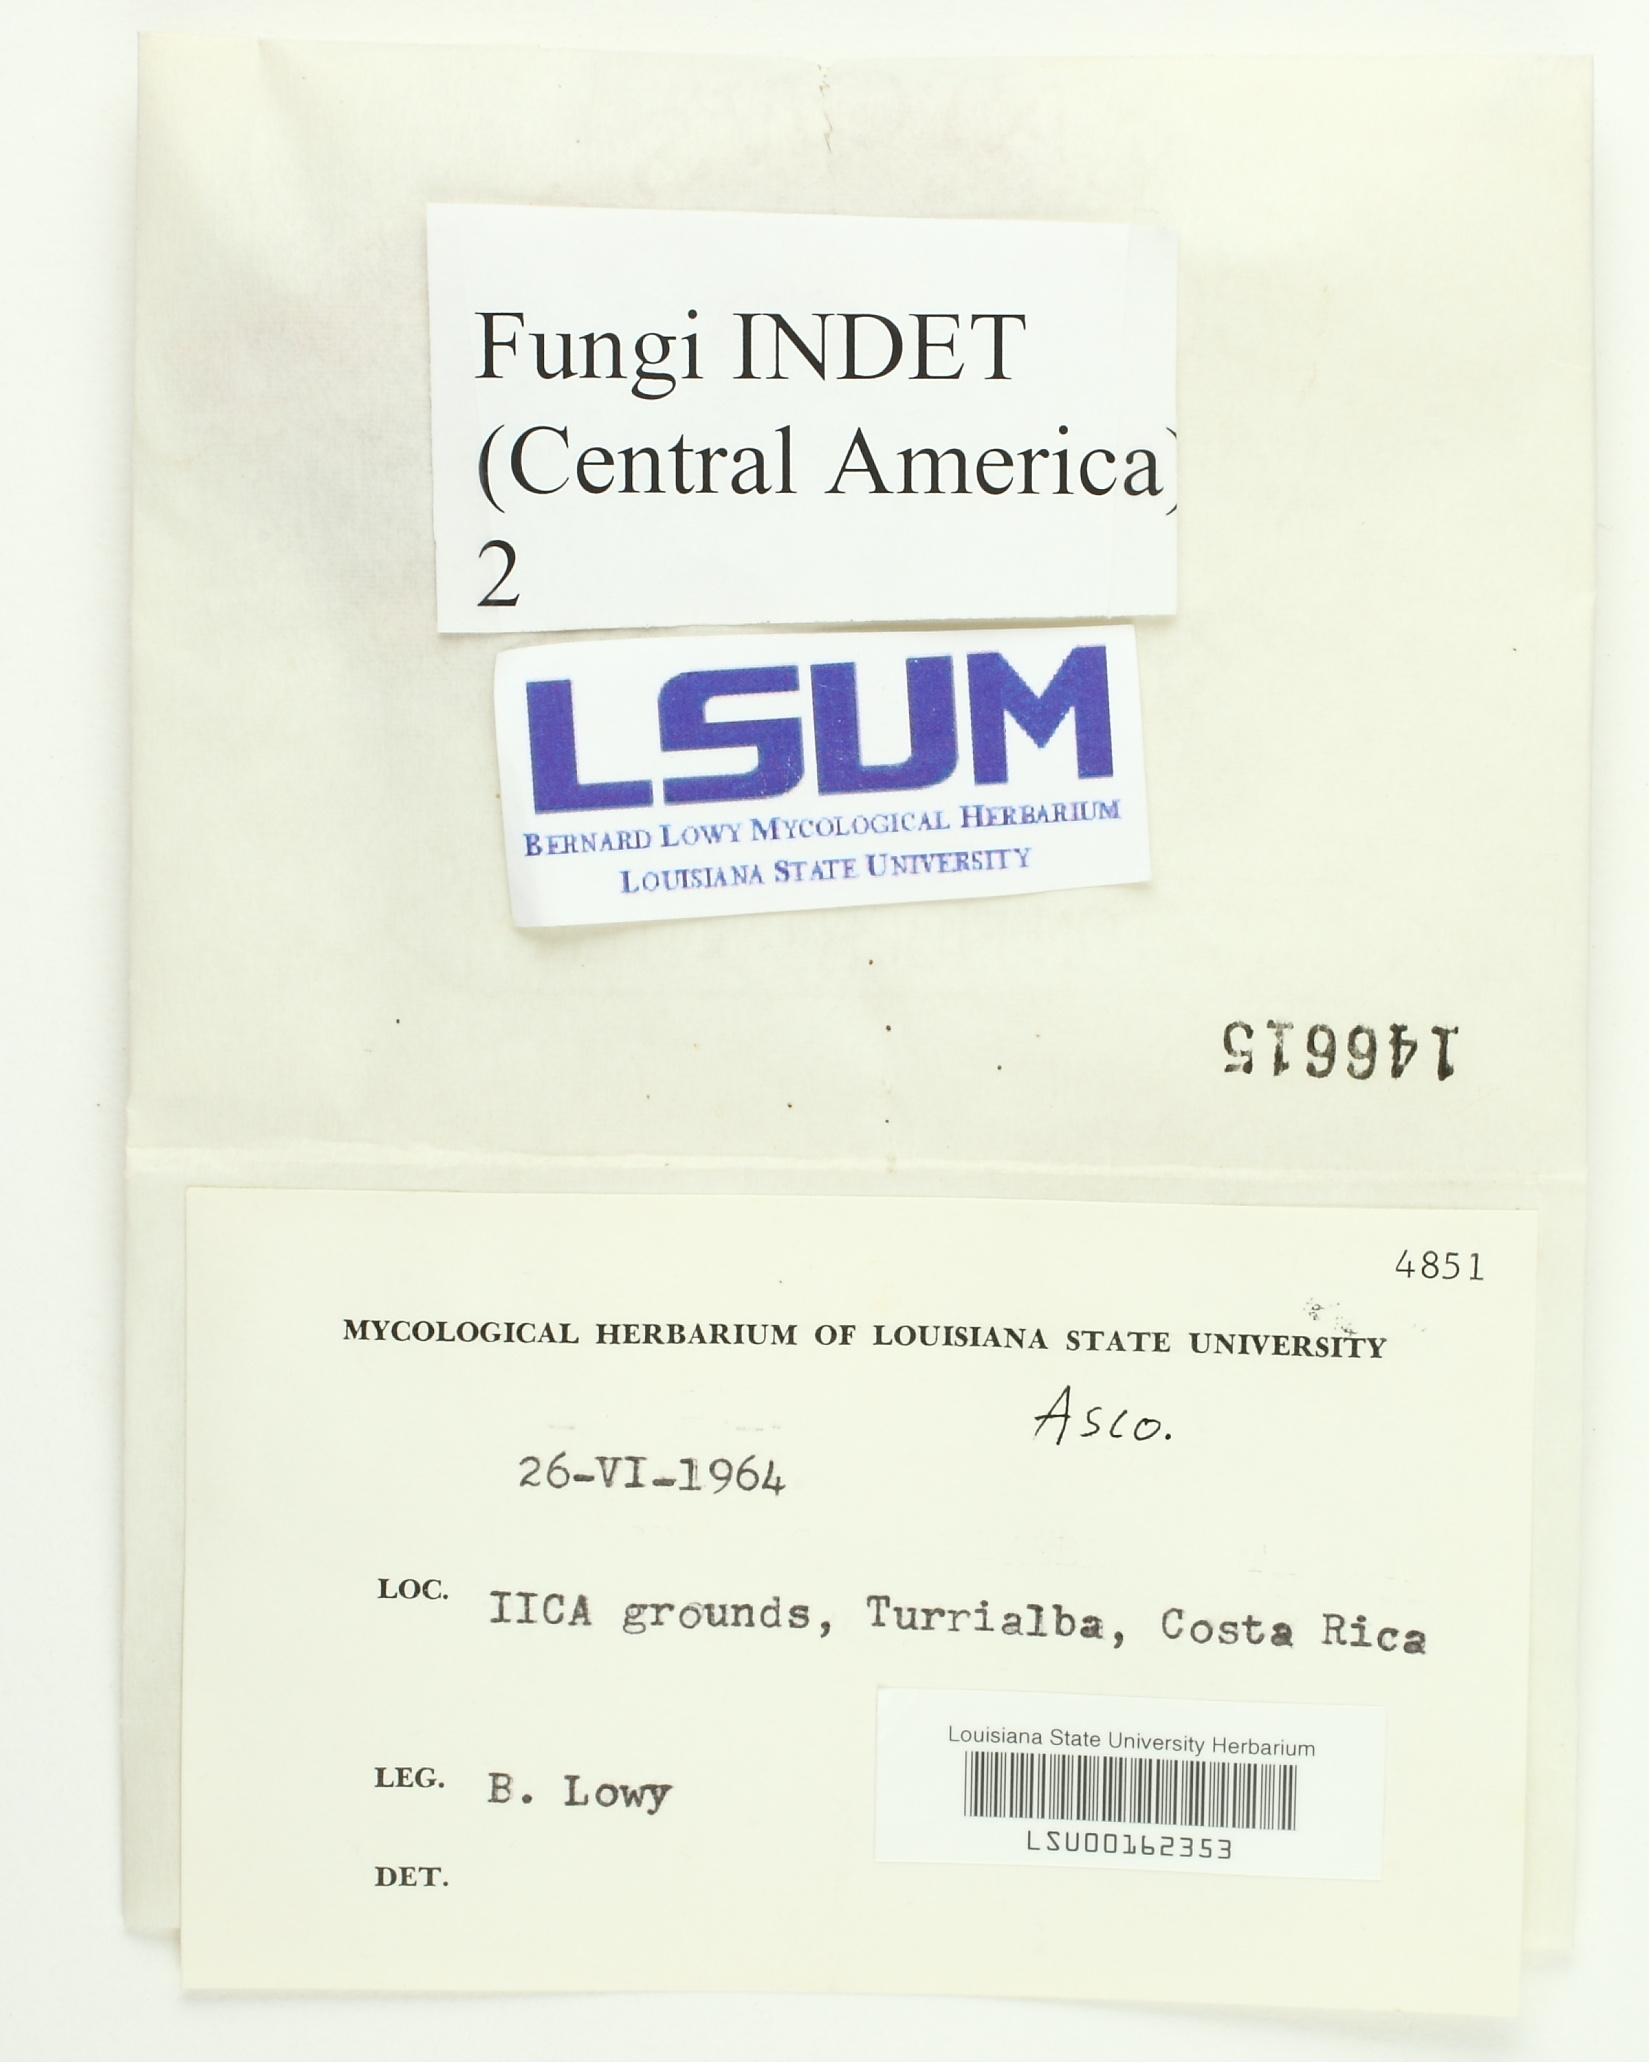 Fungi INDET
(Central America)
2
LSUM
BERNARD LOWY MYCOLOGICAL HERBARIUM
LOUISIANA STATE UNIVERSITY
146615
4851
MYCOLOGICAL HERBARIUM OF LOUISIANA STATE UNIVERSITY
Asco.
26-VI-1964
LOC. IICA grounds, Turrialba, Costa Rica
Louisiana State University Herbarium
LSU00162353
LEG. B. Lowy
DET.